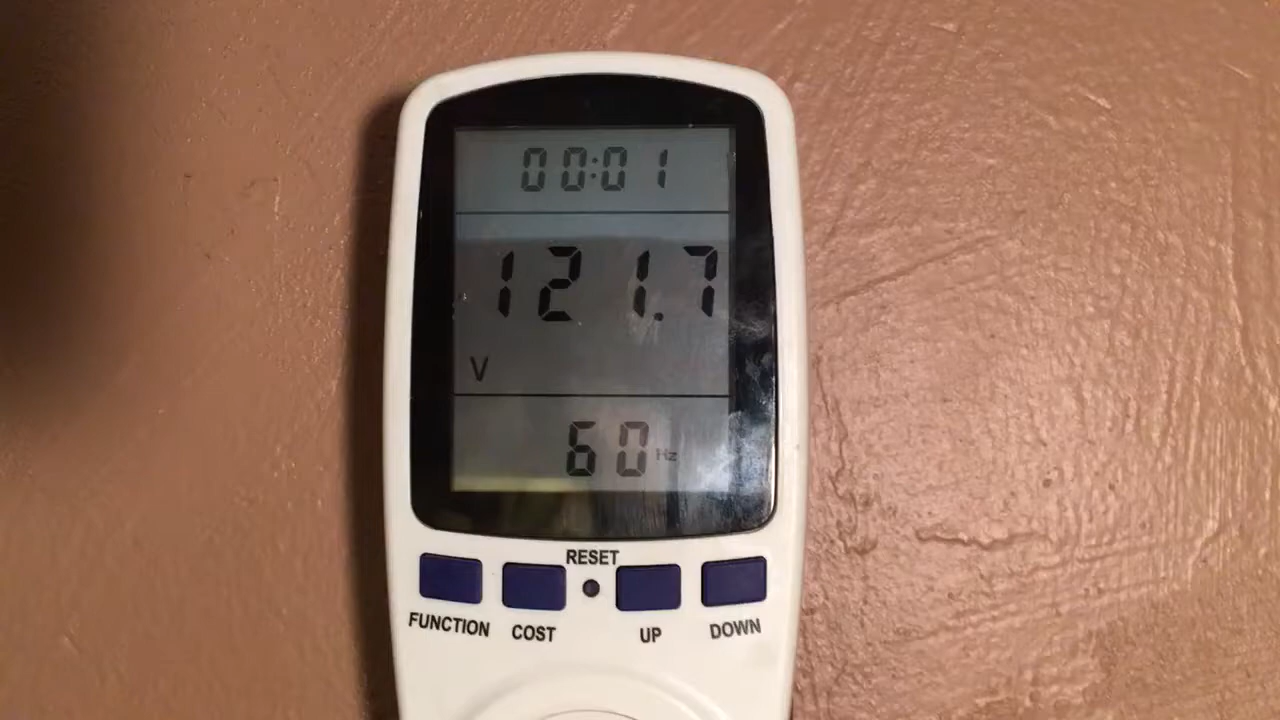 00:01
121.7
V
60 Hz
RESET
FUNCTION COST UP DOWN